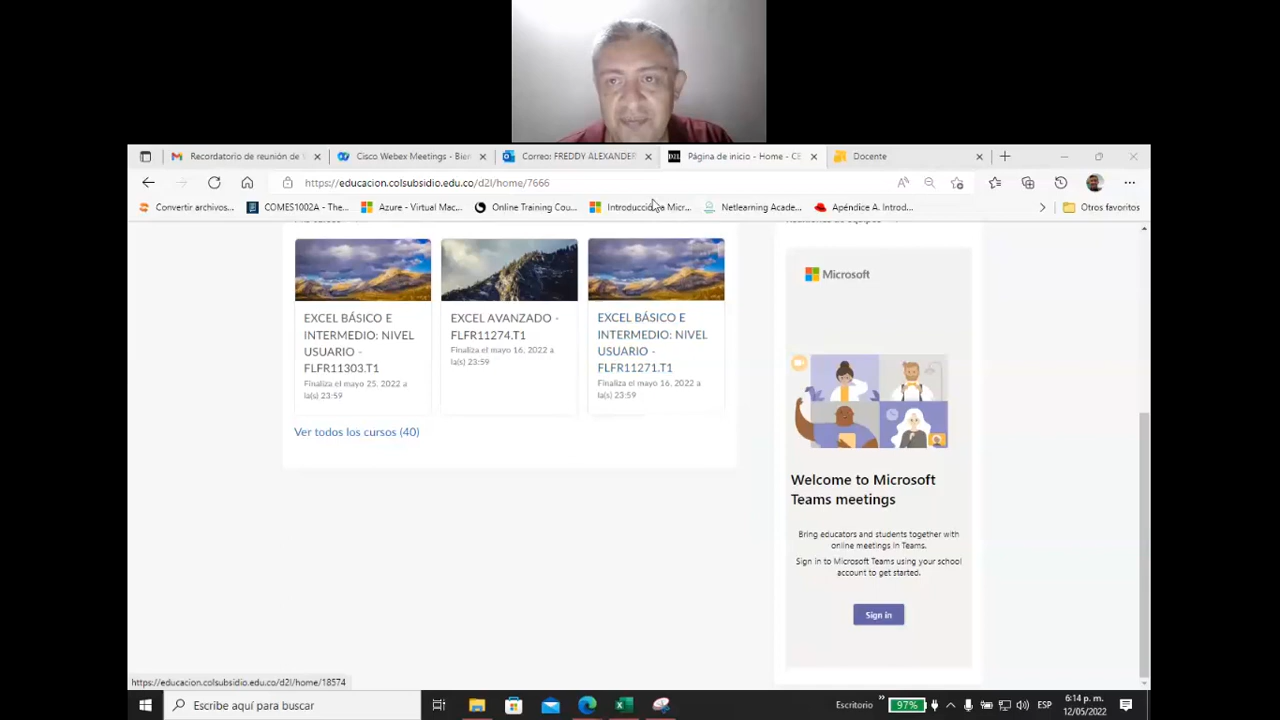 Recordatorio de reunión de
Cisco Webex Meetings - Bien
Correo: FREDDY ALEXANDER
D2L Página de inicio - Home - CE
Docente
https://educacion.colsubsidio.edu.co/d2l/home/7666
Convertir archivos...
COMES1002A - The...
Azure - Virtual Mac...
Online Training Cou...
Introducción a Micr...
Netlearning Acade...
Apéndice A. Introd...
Otros favoritos
Microsoft
EXCEL BÁSICO E
INTERMEDIO: NIVEL
USUARIO -
FLFR11303.T1
Finaliza el mayo 25, 2022 a
la(s) 23:59
EXCEL AVANZADO -
FLFR11274.T1
Finaliza el mayo 16, 2022 a
la(s) 23:59
EXCEL BÁSICO E
INTERMEDIO: NIVEL
USUARIO -
FLFR11271.T1
Finaliza el mayo 16, 2022 a
la(s) 23:59
Ver todos los cursos (40)
Welcome to Microsoft
Teams meetings
Bring educators and students together with
online meetings in Teams.
Sign in to Microsoft Teams using your school
account to get started.
Sign in
https://educacion.colsubsidio.edu.co/d2l/home/18574
Escribe aquí para buscar
Escritorio
97%
ESP
6:14 p. m.
12/05/2022